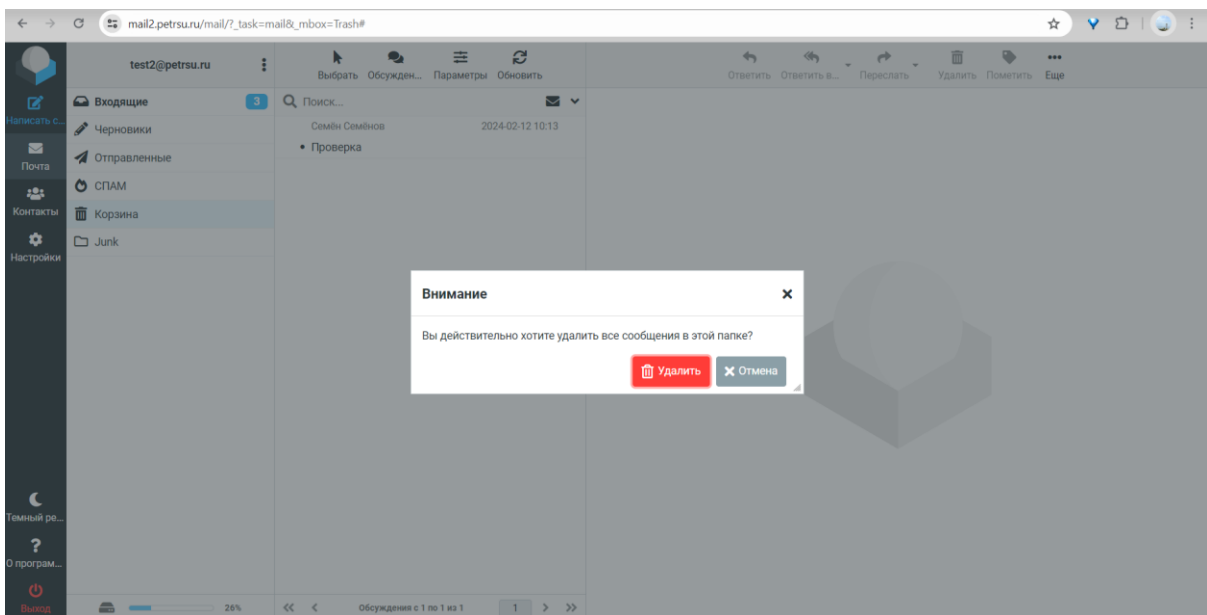 mail2.petrsu.ru/mail/?_task=mail&_mbox=Trash#
test2@petrsu.ru
Выбрать Обсужден... Параметры Обновить
Ответить Ответить в... Переслать Удалить Пометить Еще
Написать с...
Почта
Контакты
Настройки
Входящие 3
Черновики
Отправленные
СПАМ
Корзина
Junk
Поиск...
Семён Семёнов 2024-02-12 10:13
• Проверка
Внимание
Вы действительно хотите удалить все сообщения в этой папке?
Удалить Отмена
Темный ре...
О програм...
Выход
26%
Обсуждения с 1 по 1 из 1 1